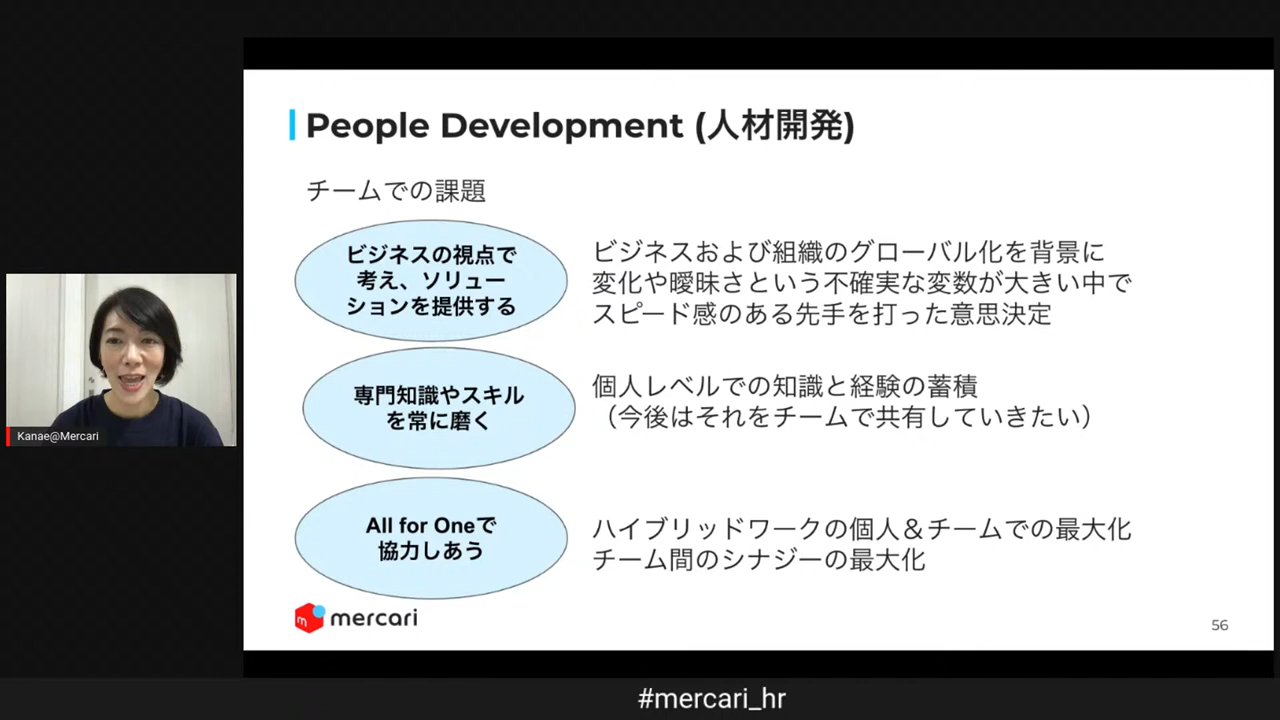 People Development (人材開発)
チームでの課題
ビジネスの視点で
考え、ソリュー
ションを提供する
ビジネスおよび組織のグローバル化を背景に
変化や曖昧さという不確実な変数が大きい中で
スピード感のある先手を打った意思決定
専門知識やスキル
を常に磨く
個人レベルでの知識と経験の蓄積
（今後はそれをチームで共有していきたい）
All for Oneで
協力しあう
ハイブリッドワークの個人＆チームでの最大化
チーム間のシナジーの最大化
m mercari
56
Kanae@Mercari
#mercari_hr